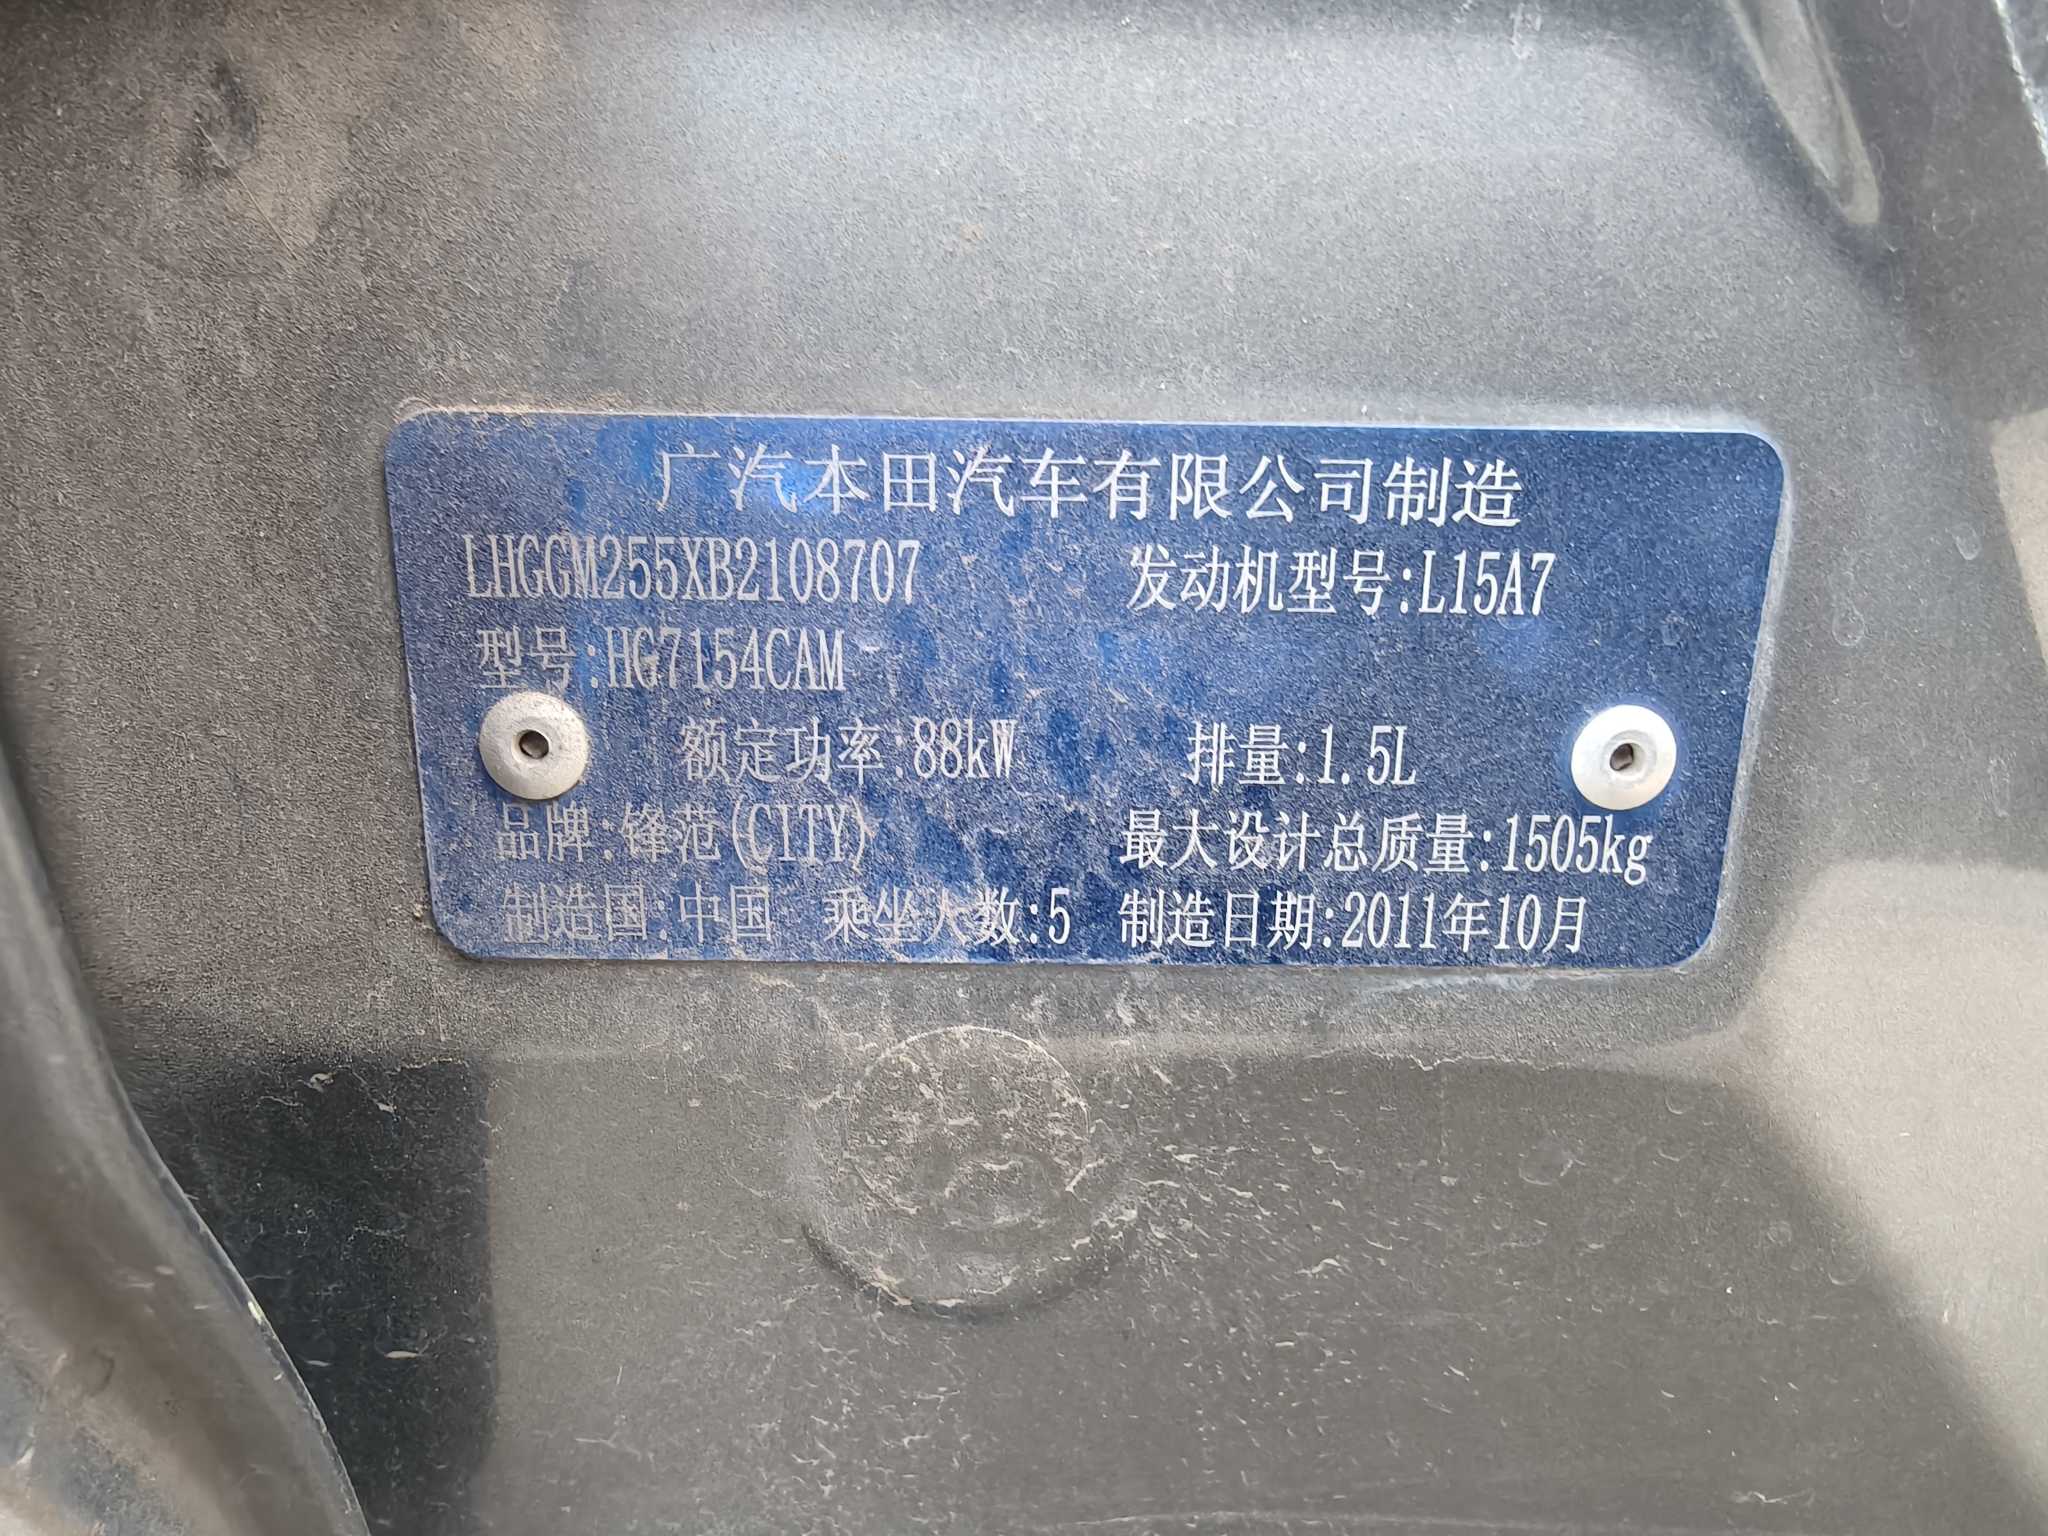 广汽本田汽车有限公司制造
LHGGM255XB2108707 发动机型号:L15A7
型号:HG7154CAM
额定功率:88kW 排量:1.5L
品牌:锋范(CITY) 最大设计总质量:1505kg
制造国:中国 乘坐人数:5 制造日期:2011年10月